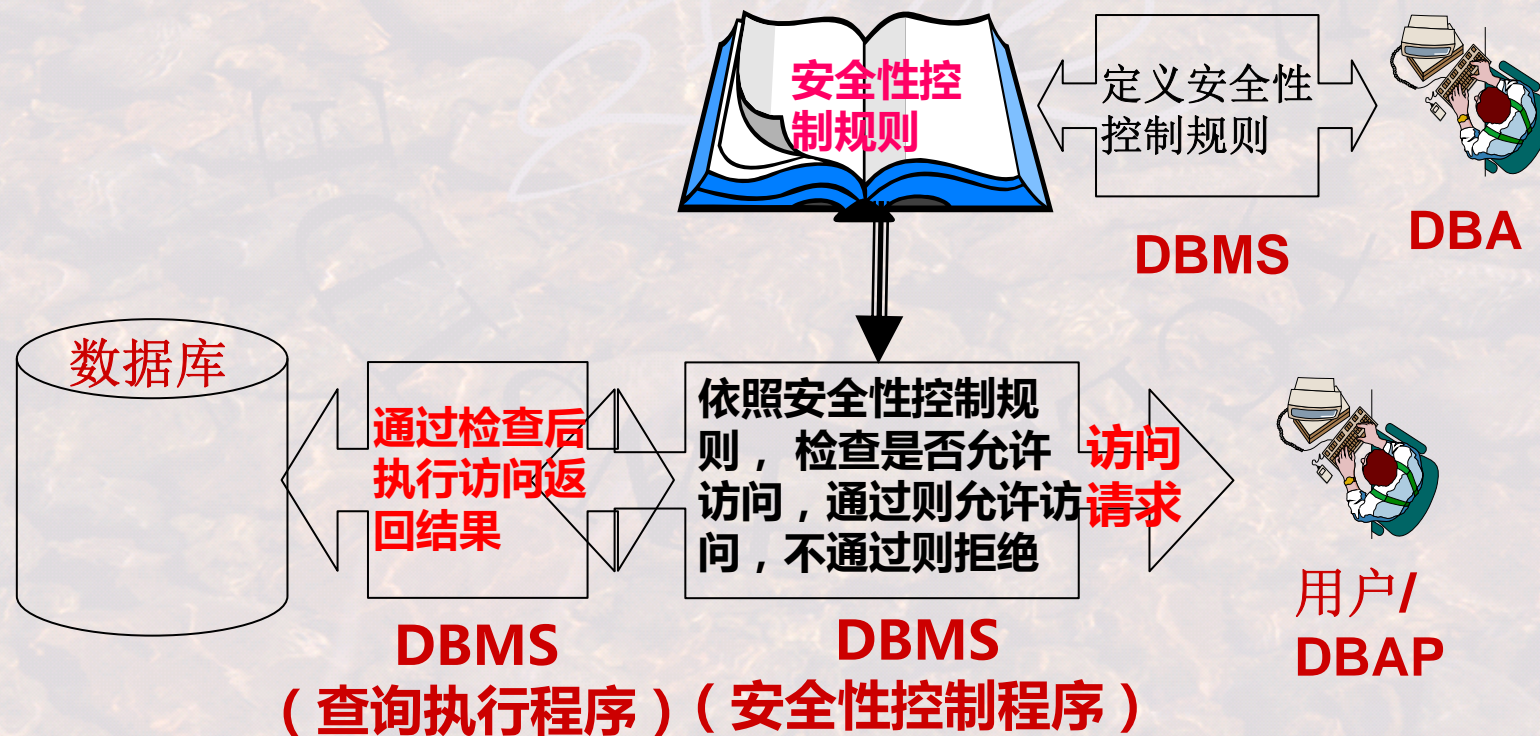 安全性控
制规则
定义安全性
控制规则
DBMS
DBA
数据库
通过检查后
执行访问返
回结果
依照安全性控制规
则，检查是否允许
访问，通过则允许访
问，不通过则拒绝
访问
请求
DBMS
（查询执行程序）
DBMS
（安全性控制程序）
用户/
DBAP